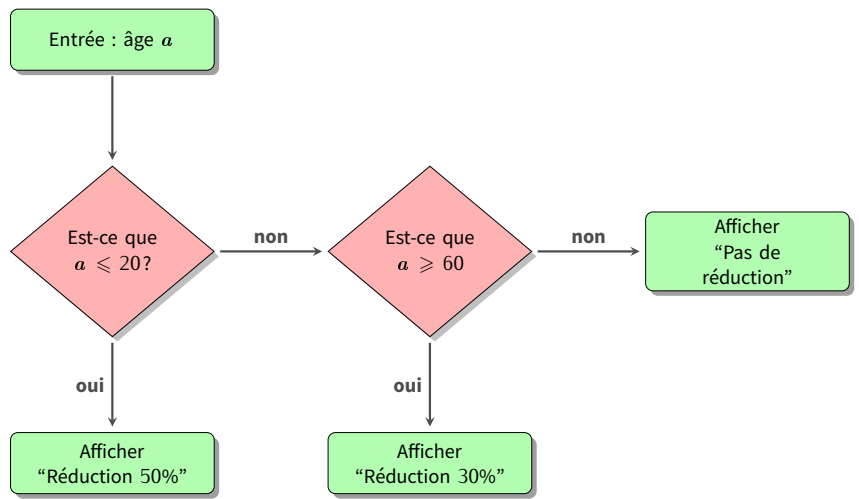 Entrée : âge a
Est-ce que
a ⩽ 20?
non
Est-ce que
a ⩾ 60
non
Afficher
“Pas de
réduction”
oui
oui
Afficher
“Réduction 50%”
Afficher
“Réduction 30%”